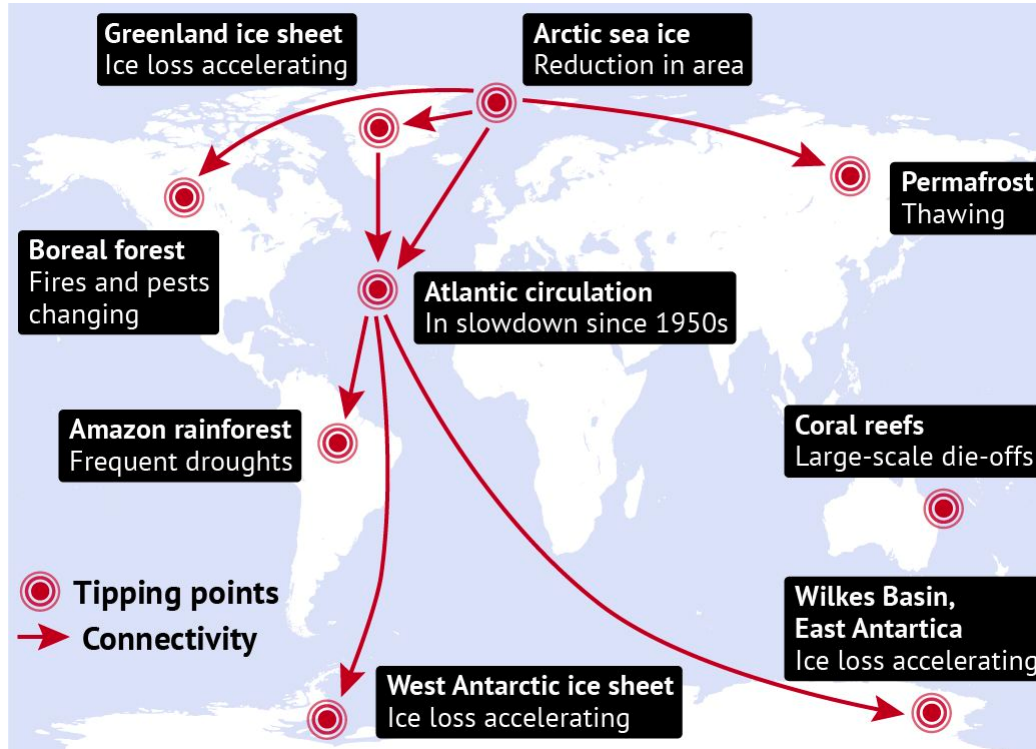 Greenland ice sheet
Ice loss accelerating
Arctic sea ice
Reduction in area
Permafrost
Thawing
Boreal forest
Fires and pests
changing
Atlantic circulation
In slowdown since 1950s
Amazon rainforest
Frequent droughts
Coral reefs
Large-scale die-offs
Tipping points
Connectivity
Wilkes Basin,
East Antartica
Ice loss accelerating
West Antarctic ice sheet
Ice loss accelerating